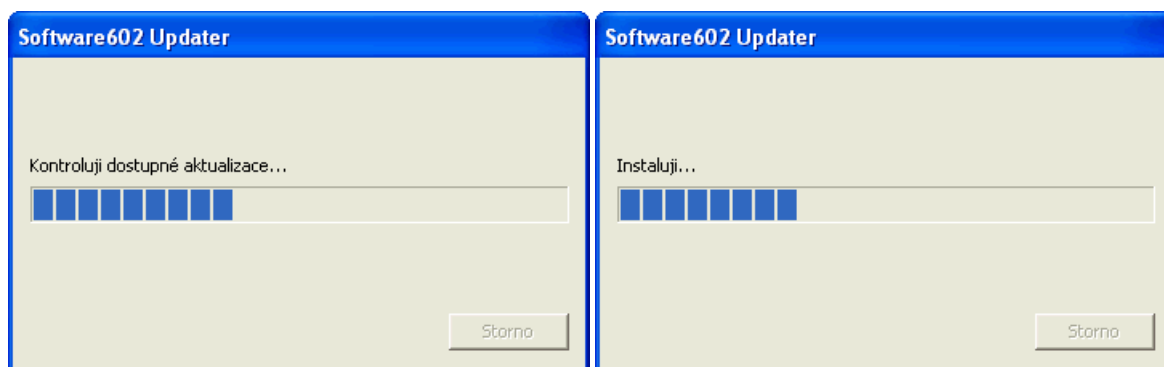 Software602 Updater
Kontroluji dostupné aktualizace...
Storno
Software602 Updater
Instaluji...
Storno